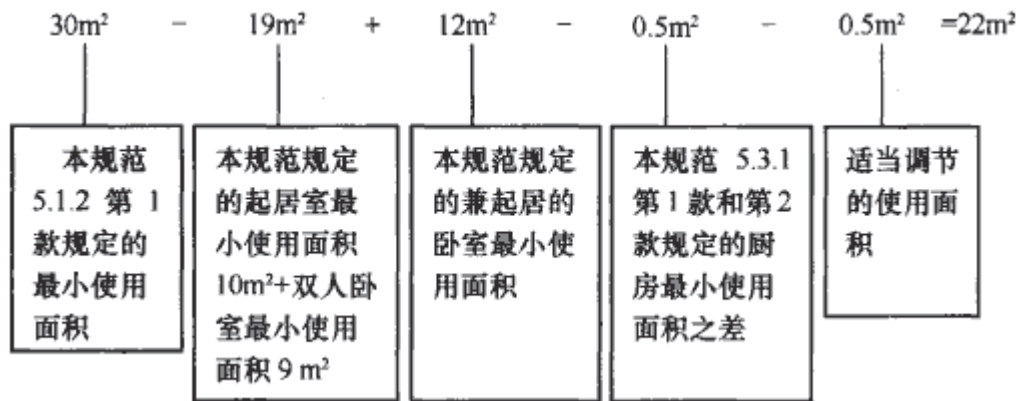 30m² - 19m² + 12m² - 0.5m² - 0.5m² =22m²
本规范
5.1.2 第 1
款规定的
最小使用
面积
本规范规定
的起居室最
小使用面积
10m²+双人卧
室最小使用
面积 9 m²
本规范规定
的兼起居的
卧室最小使
用面积
本规范 5.3.1
第 1 款和第 2
款规定的厨
房最小使用
面积之差
适当调节
的使用面
积